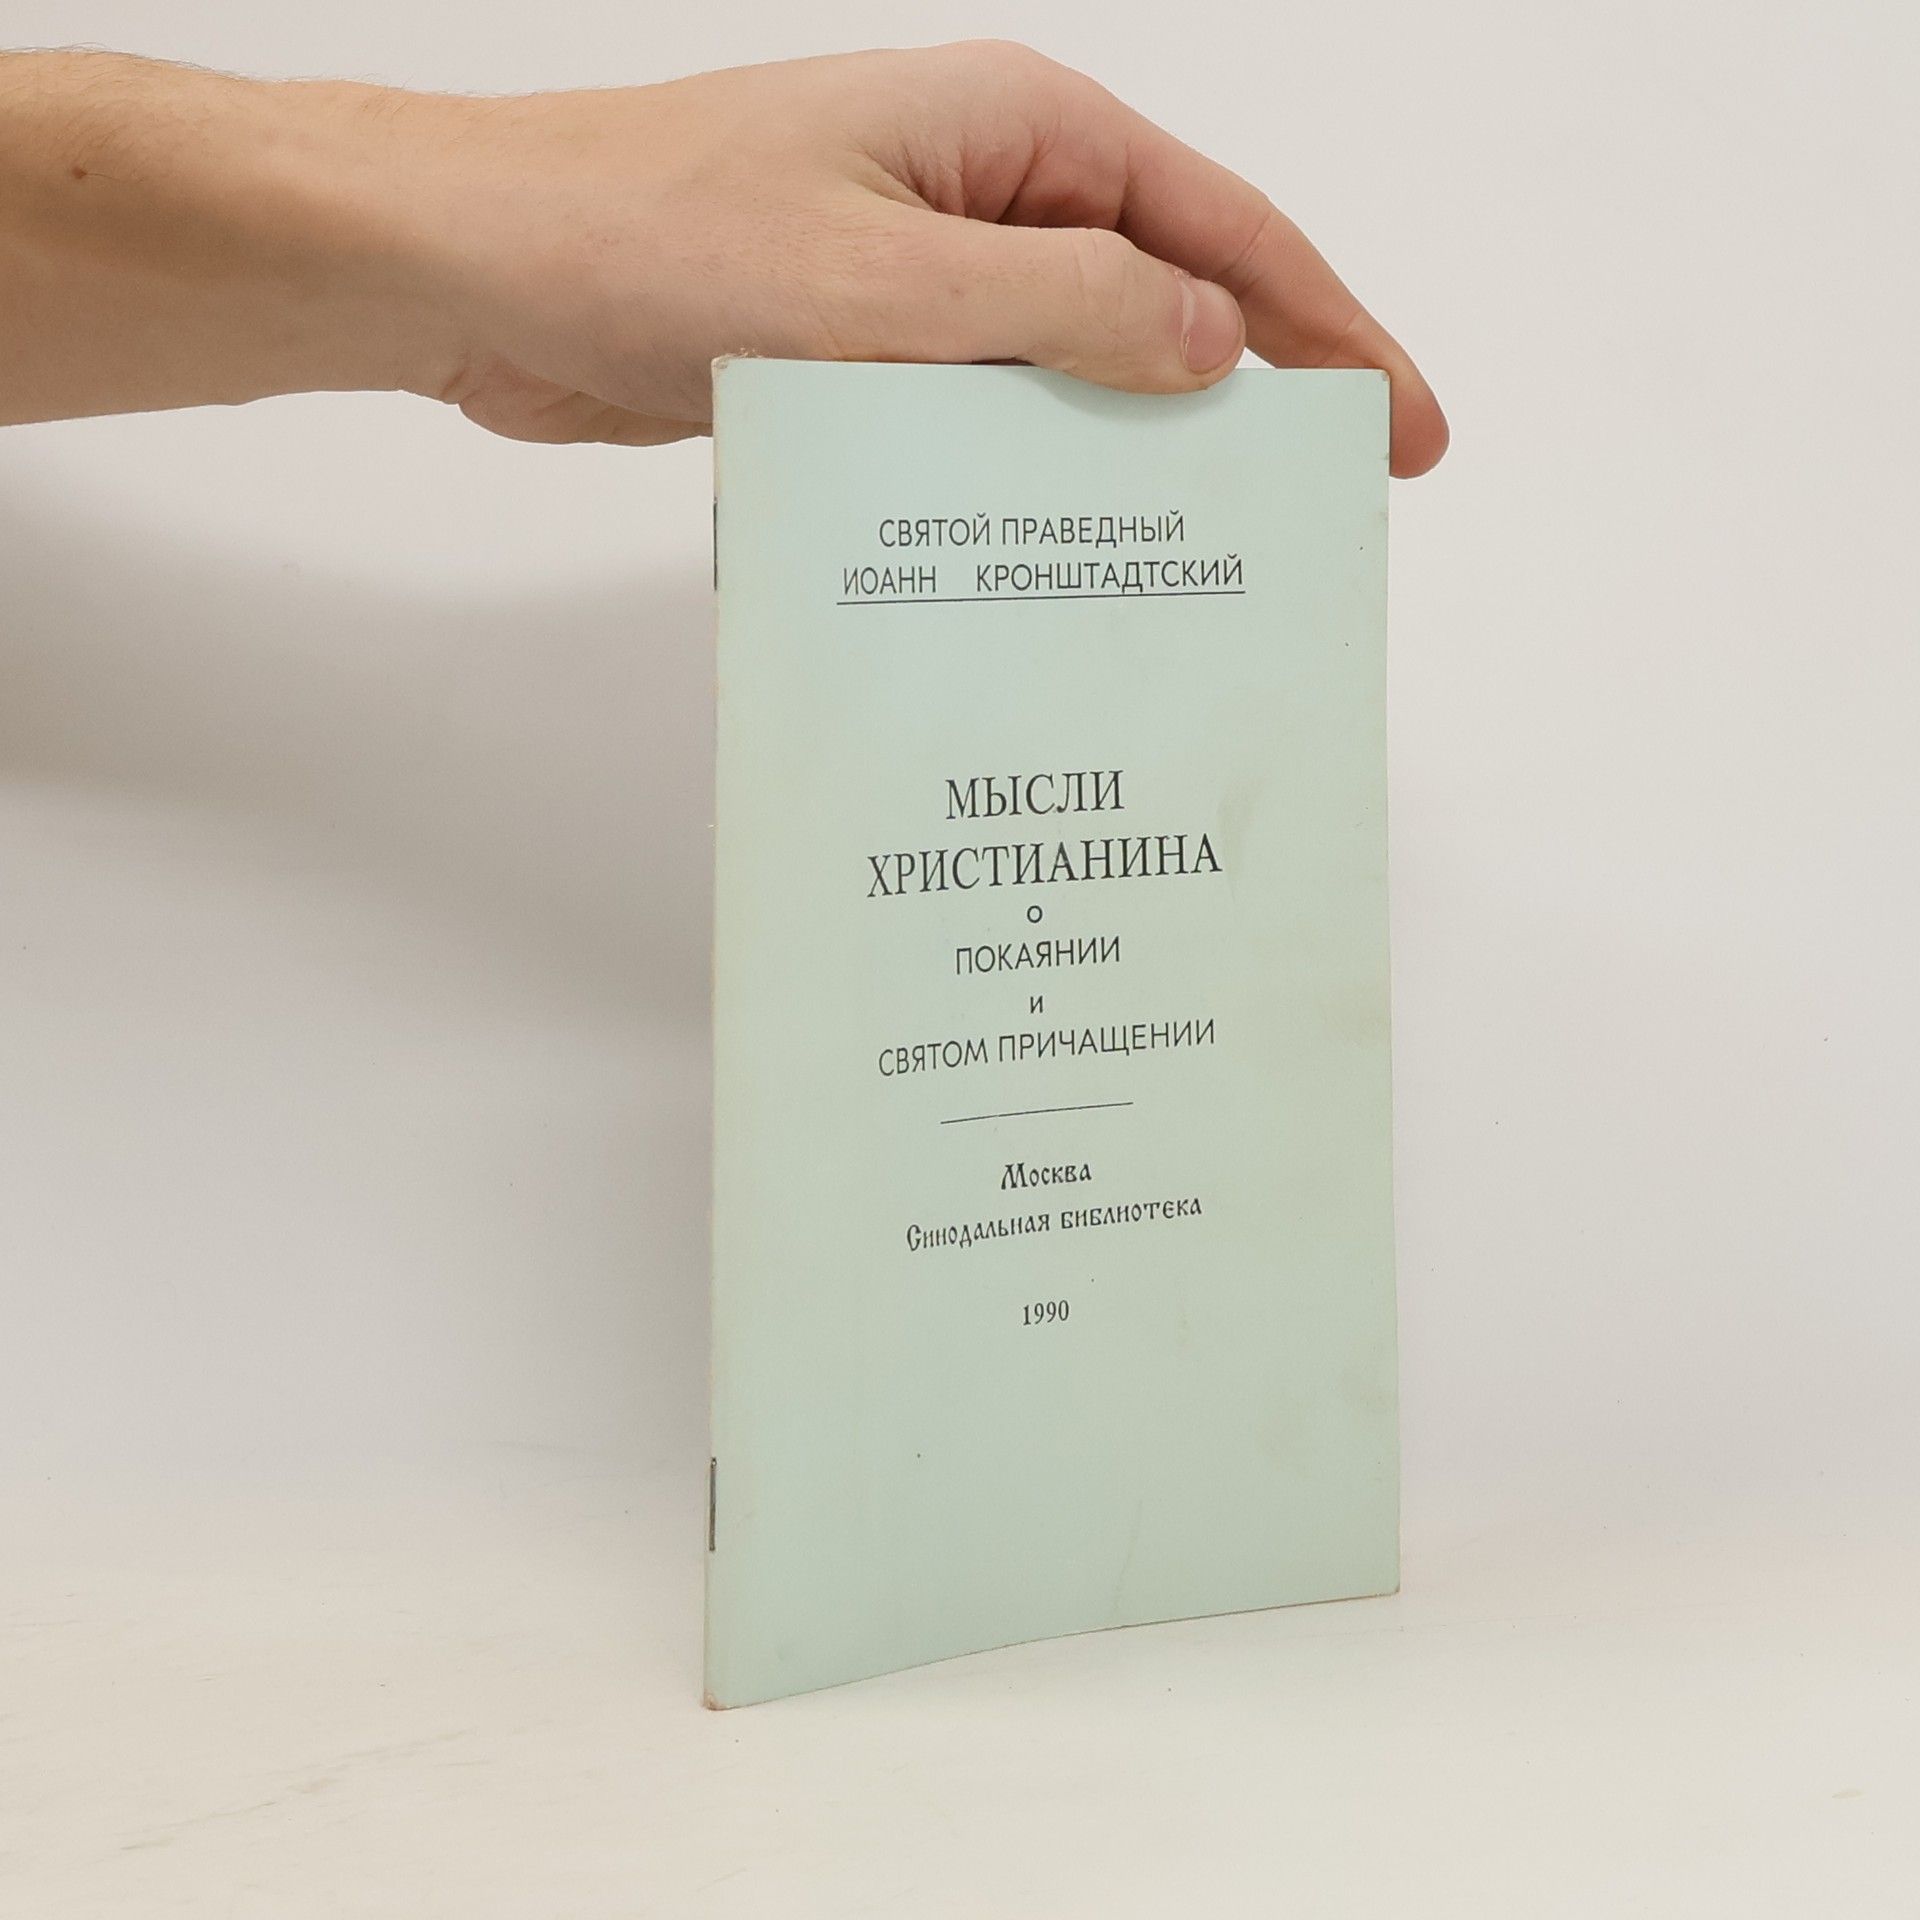 СВЯТОЙ ПРАВЕДНЫЙ
ИОАНН КРОНШТАДТСКИЙ
МЫСЛИ
ХРИСТИАНИНА
О
ПОКАЯНИИ
И
СВЯТОМ ПРИЧАЩЕНИИ
Москва
Синодальная библиотека
1990